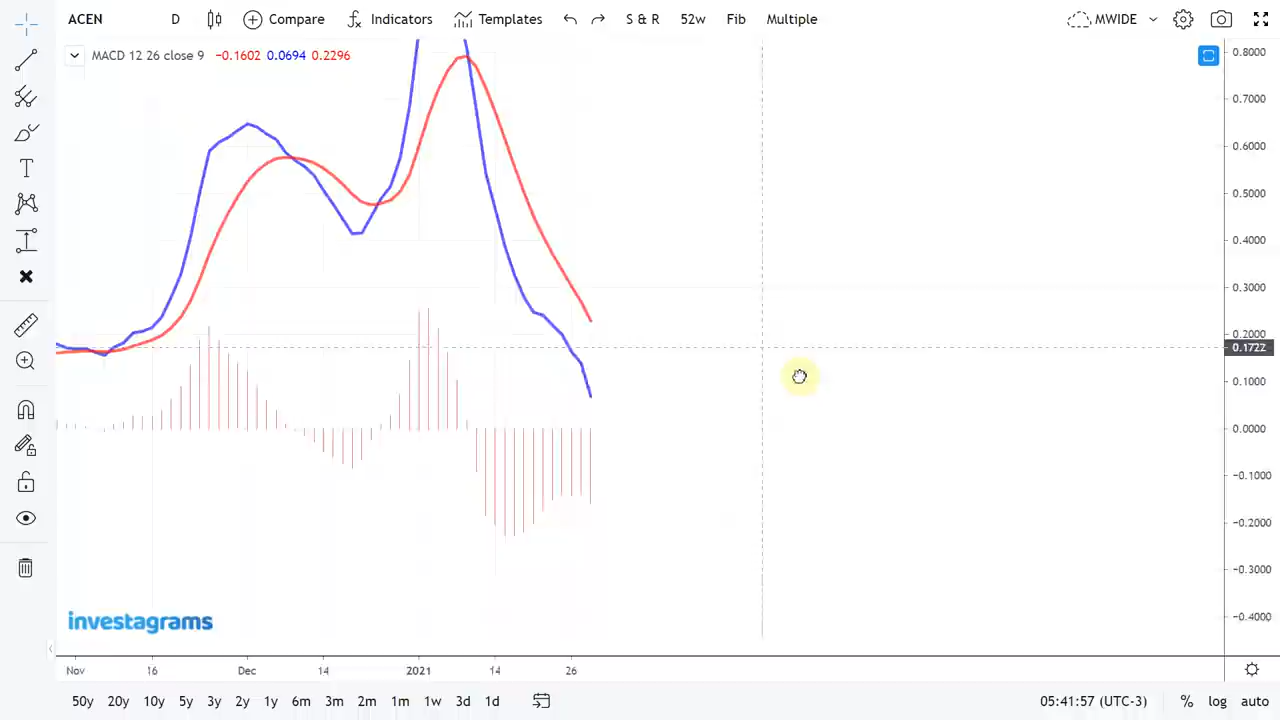 ACEN D Compare Indicators Templates S & R 52w Fib Multiple MWIDE
MACD 12 26 close 9 −0.1602 0.0694 0.2296
0.8000
0.7000
0.6000
0.5000
0.4000
0.3000
0.2000
0.1722
0.1000
0.0000
−0.1000
−0.2000
−0.3000
−0.4000
investagrams
Nov 16 Dec 14 2021 14 26
50y 20y 10y 5y 3y 2y 1y 6m 3m 2m 1m 1w 3d 1d 05:41:57 (UTC-3) % log auto